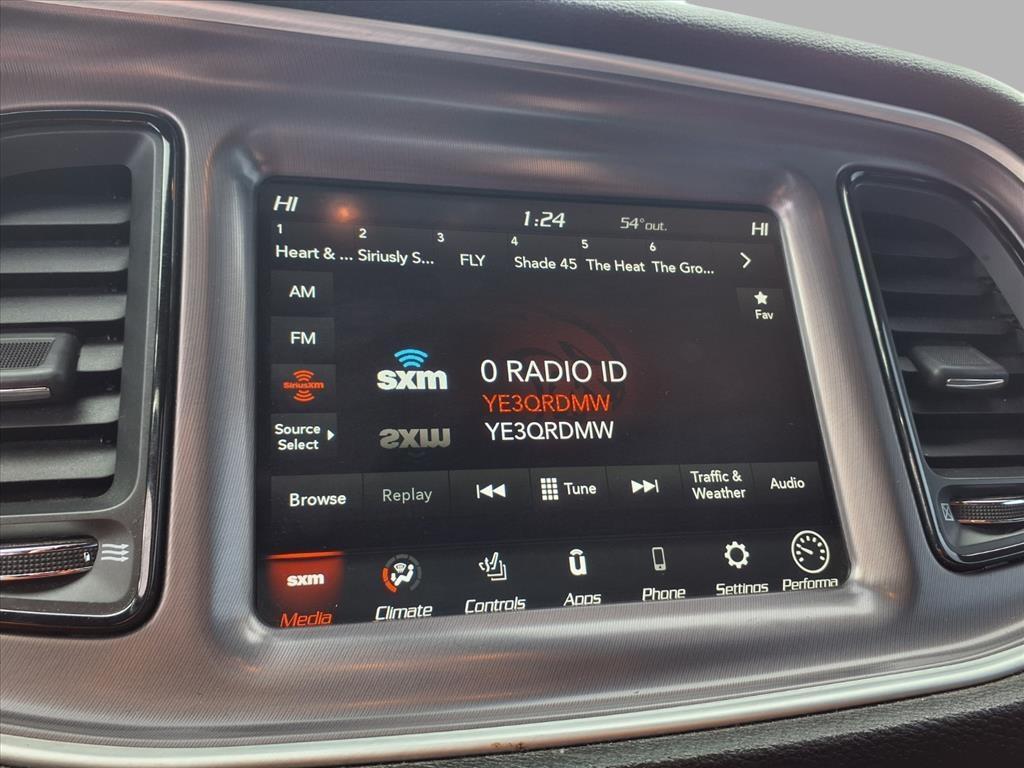 HI 1:24 54° out. HI
1 2 3 4 5 6
Heart & ... Siriusly S... FLY Shade 45 The Heat The Gro...
AM
Fav
FM
SiriusXM
sxm
0 RADIO ID
YE3QRDMW
YE3QRDMW
Source
Select
Browse Replay Tune Traffic &
Weather Audio
sxm
Media Climate Controls Apps Phone Settings Performa